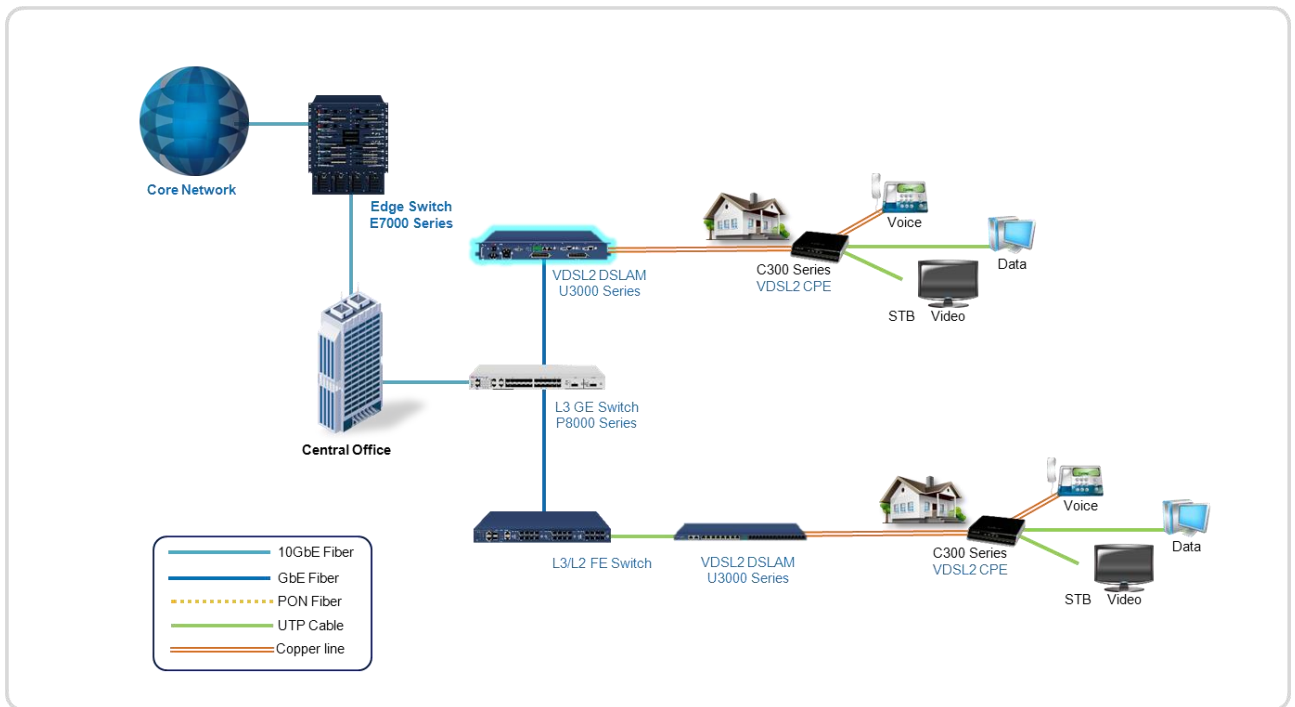 Core Network
Edge Switch
E7000 Series
Voice
Data
C300 Series
VDSL2 CPE
VDSL2 DSLAM
U3000 Series
STB Video
L3 GE Switch
P8000 Series
Central Office
Voice
Data
C300 Series
VDSL2 CPE
L3/L2 FE Switch
VDSL2 DSLAM
U3000 Series
STB Video
10GbE Fiber
GbE Fiber
PON Fiber
UTP Cable
Copper line